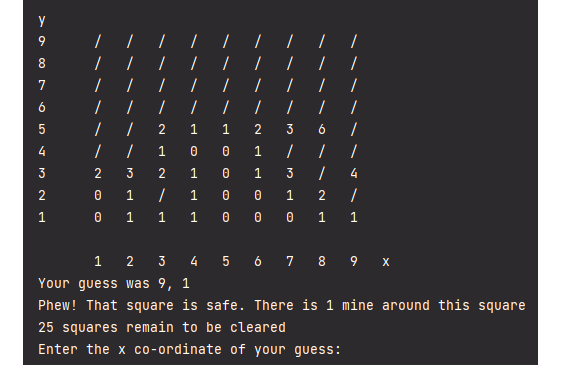 y
9 / / / / / / / / /
8 / / / / / / / / /
7 / / / / / / / / /
6 / / / / / / / / /
5 / / 2 1 1 2 3 6 /
4 / / 1 0 0 1 / / /
3 2 3 2 1 0 1 3 / 4
2 0 1 / 1 0 0 1 2 /
1 0 1 1 1 0 0 0 1 1
1 2 3 4 5 6 7 8 9 x
Your guess was 9, 1
Phew! That square is safe. There is 1 mine around this square
25 squares remain to be cleared
Enter the x co-ordinate of your guess: